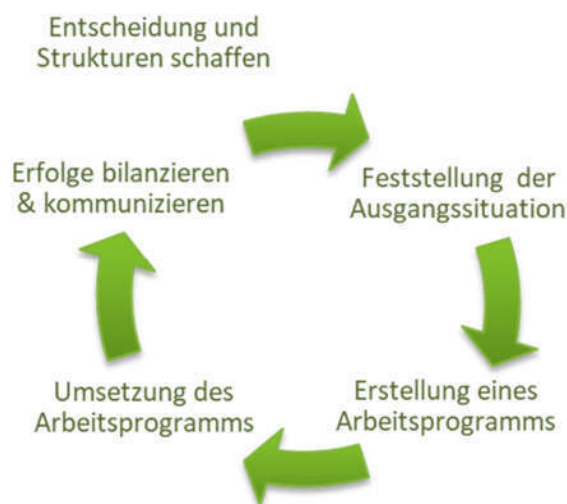 Entscheidung und
Strukturen schaffen
Erfolge bilanzieren
& kommunizieren
Feststellung der
Ausgangssituation
Umsetzung des
Arbeitsprogramms
Erstellung eines
Arbeitsprogramms